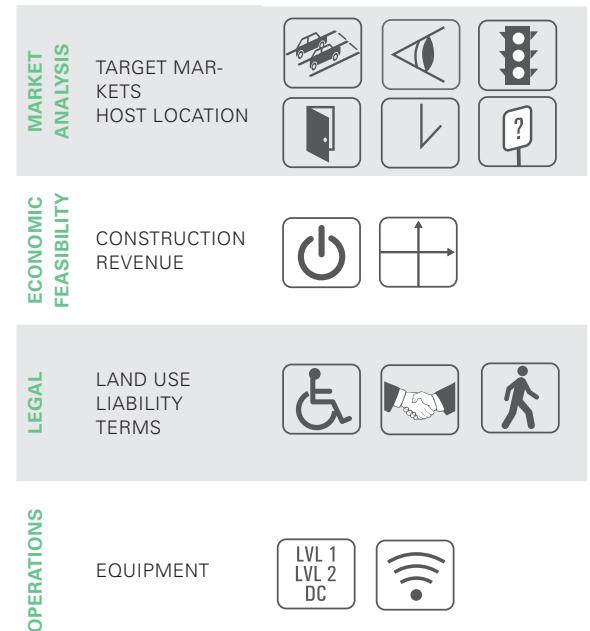 MARKET
ANALYSIS
TARGET MAR-
KETS
HOST LOCATION
?
ECONOMIC
FEASIBILITY
CONSTRUCTION
REVENUE
LEGAL
LAND USE
LIABILITY
TERMS
OPERATIONS
EQUIPMENT
LVL 1
LVL 2
DC